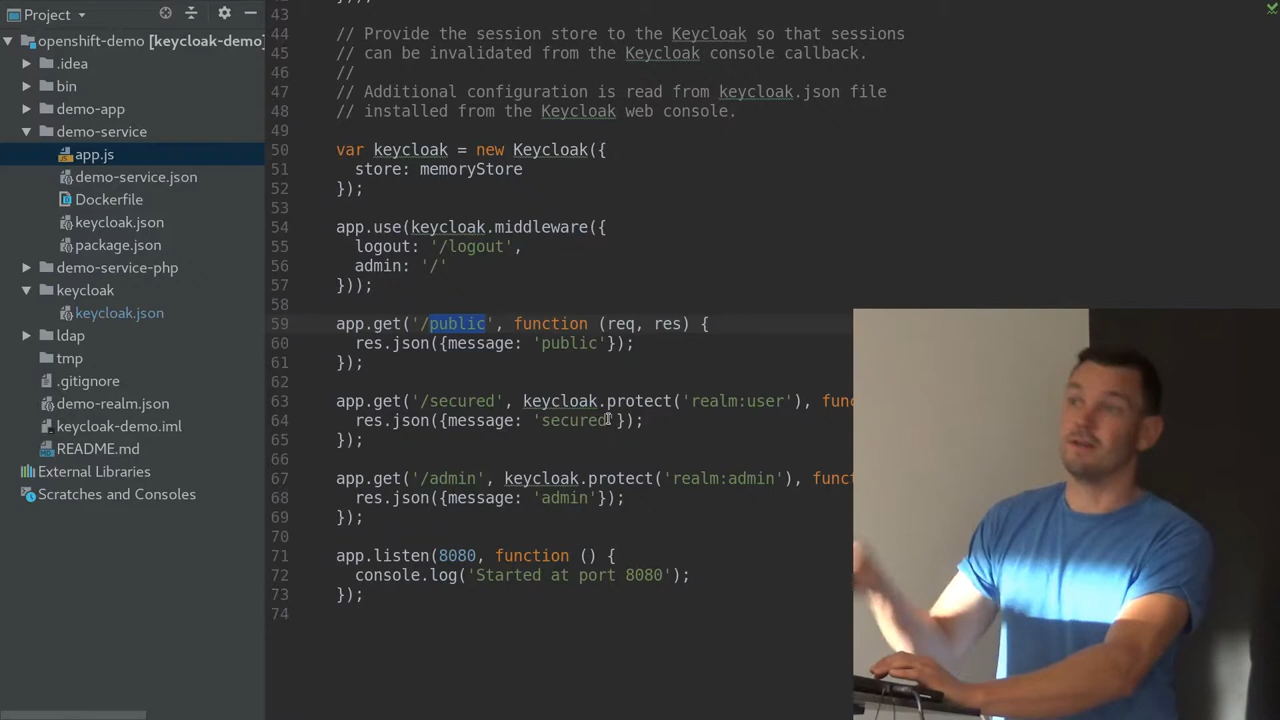 Project
openshift-demo [keycloak-demo]
.idea
bin
demo-app
demo-service
app.js
demo-service.json
Dockerfile
keycloak.json
package.json
demo-service-php
keycloak
keycloak.json
ldap
tmp
.gitignore
demo-realm.json
keycloak-demo.iml
README.md
External Libraries
Scratches and Consoles
43
44 // Provide the session store to the Keycloak so that sessions
45 // can be invalidated from the Keycloak console callback.
46 //
47 // Additional configuration is read from keycloak.json file
48 // installed from the Keycloak web console.
49
50 var keycloak = new Keycloak({
51 store: memoryStore
52 });
53
54 app.use(keycloak.middleware({
55 logout: '/logout',
56 admin: '/'
57 }));
58
59 app.get('/public', function (req, res) {
60 res.json({message: 'public'});
61 });
62
63 app.get('/secured', keycloak.protect('realm:user'), func
64 res.json({message: 'secured'});
65 });
66
67 app.get('/admin', keycloak.protect('realm:admin'), func
68 res.json({message: 'admin'});
69 });
70
71 app.listen(8080, function () {
72 console.log('Started at port 8080');
73 });
74